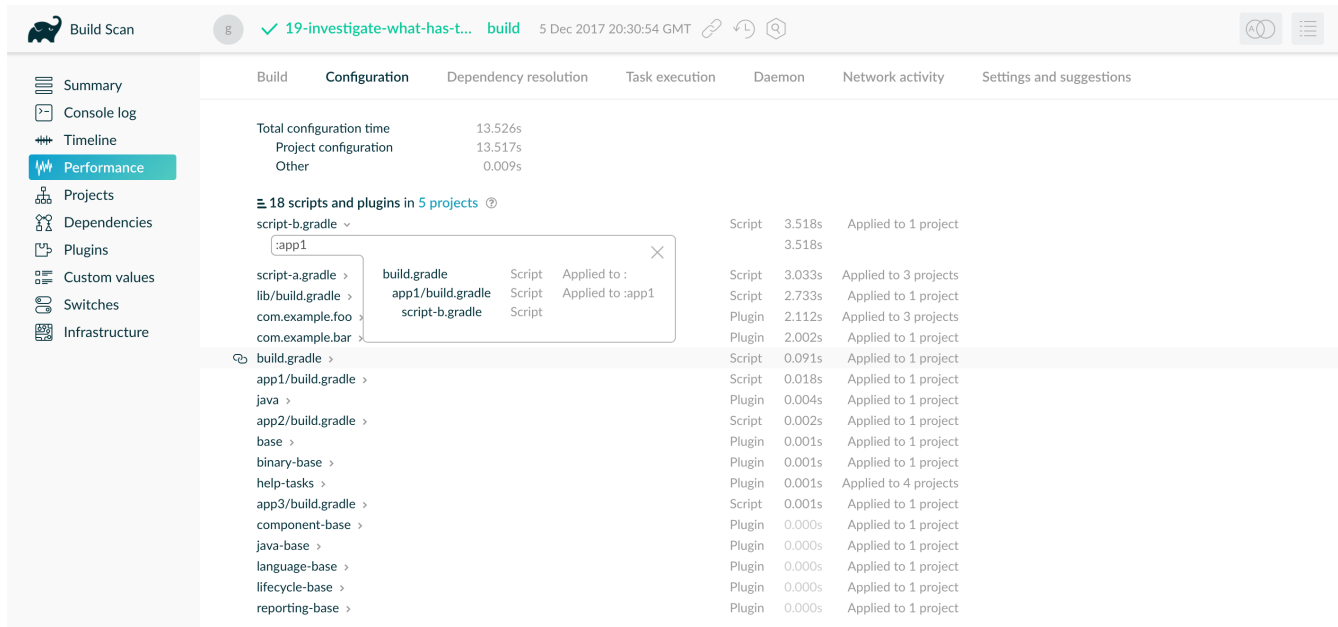 Build Scan
g 19-investigate-what-has-t... build 5 Dec 2017 20:30:54 GMT
Summary
Console log
Timeline
Performance
Projects
Dependencies
Plugins
Custom values
Switches
Infrastructure
Build Configuration Dependency resolution Task execution Daemon Network activity Settings and suggestions
Total configuration time 13.526s
Project configuration 13.517s
Other 0.009s
18 scripts and plugins in 5 projects ?
script-b.gradle Script 3.518s Applied to 1 project
:app1 3.518s
build.gradle Script Applied to :
app1/build.gradle Script Applied to :app1
script-b.gradle Script
script-a.gradle Script 3.033s Applied to 3 projects
lib/build.gradle Script 2.733s Applied to 1 project
com.example.foo Plugin 2.112s Applied to 3 projects
com.example.bar Plugin 2.002s Applied to 1 project
build.gradle Script 0.091s Applied to 1 project
app1/build.gradle Script 0.018s Applied to 1 project
java Plugin 0.004s Applied to 1 project
app2/build.gradle Script 0.002s Applied to 1 project
base Plugin 0.001s Applied to 1 project
binary-base Plugin 0.001s Applied to 1 project
help-tasks Plugin 0.001s Applied to 4 projects
app3/build.gradle Script 0.001s Applied to 1 project
component-base Plugin 0.000s Applied to 1 project
java-base Plugin 0.000s Applied to 1 project
language-base Plugin 0.000s Applied to 1 project
lifecycle-base Plugin 0.000s Applied to 1 project
reporting-base Plugin 0.000s Applied to 1 project